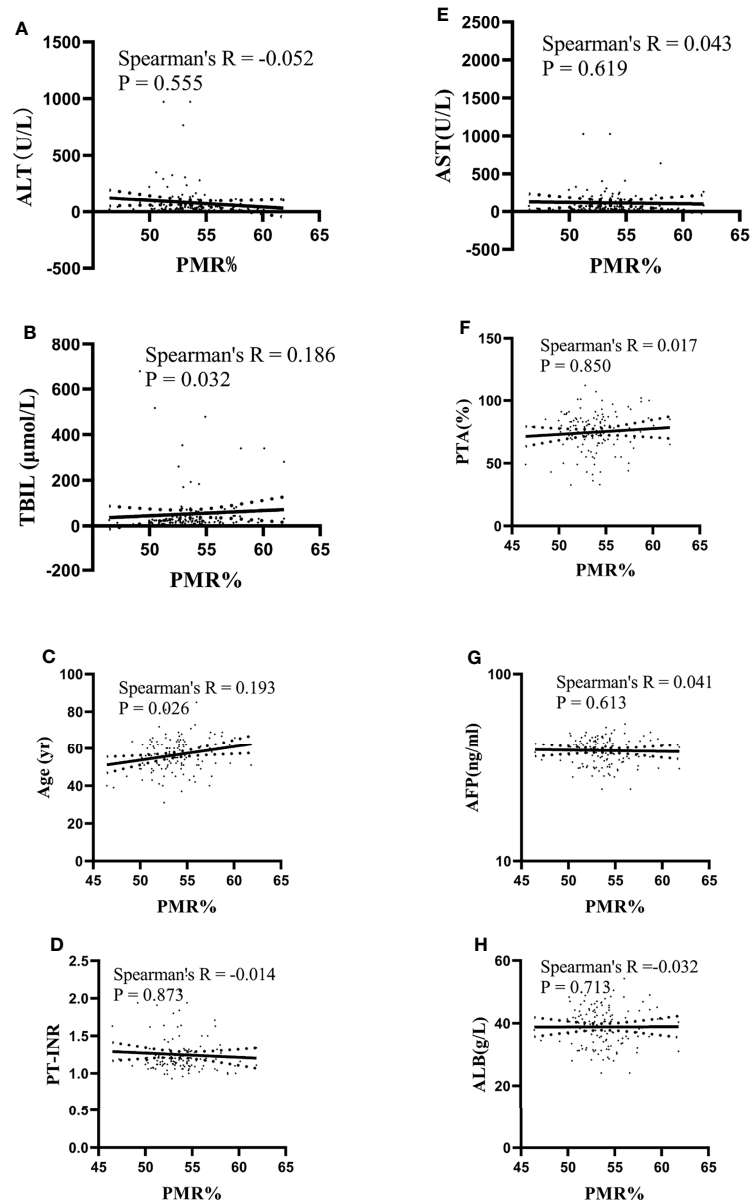 A
1500
1000
500
0
-500
ALT (U/L)
Spearman's R = -0.052
P = 0.555
50 55 60 65
PMR%
E
2500
2000
1500
1000
500
0
-500
AST(U/L)
Spearman's R = 0.043
P = 0.619
50 55 60 65
PMR%
B
800
600
400
200
0
-200
TBIL (μmol/L)
Spearman's R = 0.186
P = 0.032
50 55 60 65
PMR%
F
150
100
50
0
PTA(%)
Spearman's R = 0.017
P = 0.850
45 50 55 60 65
PMR%
C
100
80
60
40
20
0
Age (yr)
Spearman's R = 0.193
P = 0.026
45 50 55 60 65
PMR%
G
100
10
AFP(ng/ml)
Spearman's R = 0.041
P = 0.613
45 50 55 60 65
PMR%
D
2.5
2.0
1.5
1.0
0.5
0.0
PT-INR
Spearman's R = -0.014
P = 0.873
45 50 55 60 65
PMR%
H
60
40
20
0
ALB(g/L)
Spearman's R =-0.032
P = 0.713
45 50 55 60 65
PMR%